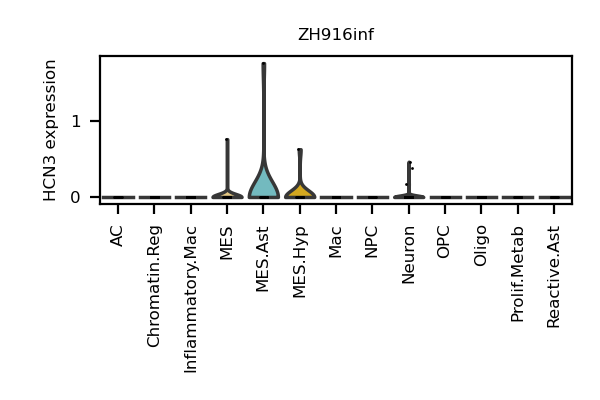 ZH916inf
HCN3 expression
1
0
AC
Chromatin.Reg
Inflammatory.Mac
MES
MES.Ast
MES.Hyp
Mac
NPC
Neuron
OPC
Oligo
Prolif.Metab
Reactive.Ast